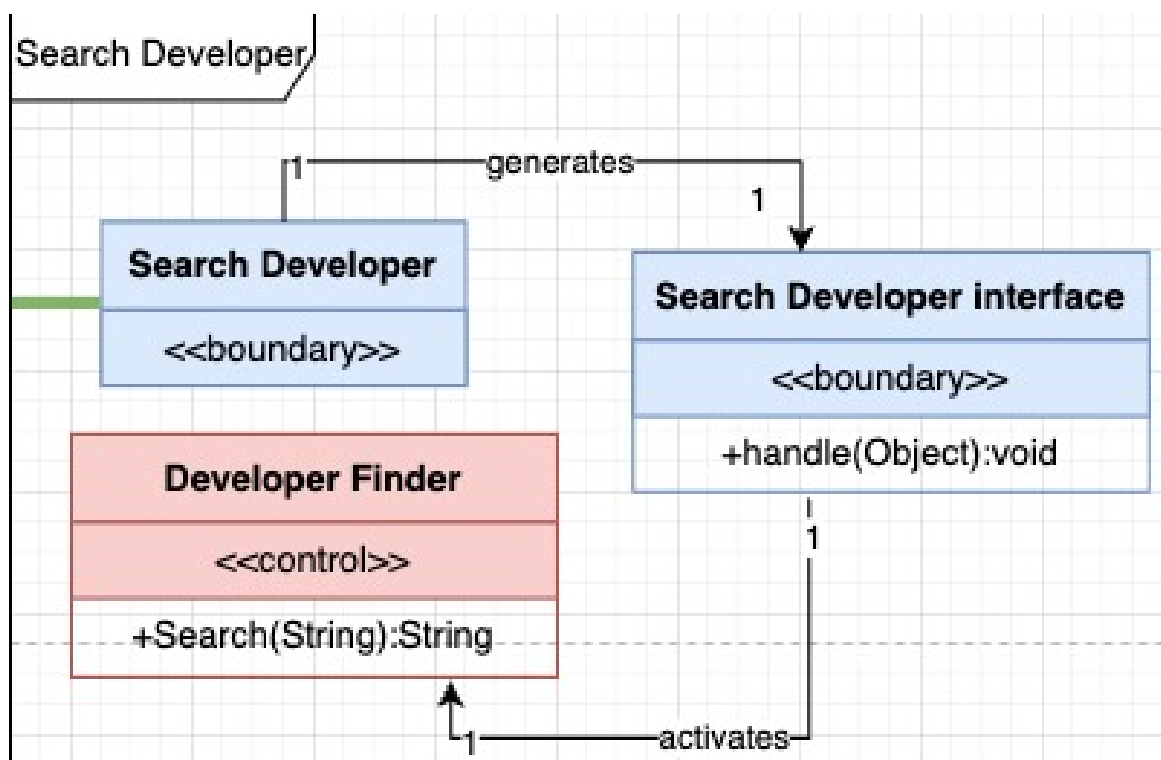 Search Developer
1
generates
1
Search Developer
<<boundary>>
Search Developer interface
<<boundary>>
+handle(Object):void
Developer Finder
<<control>>
+Search(String):String
1
activates
1